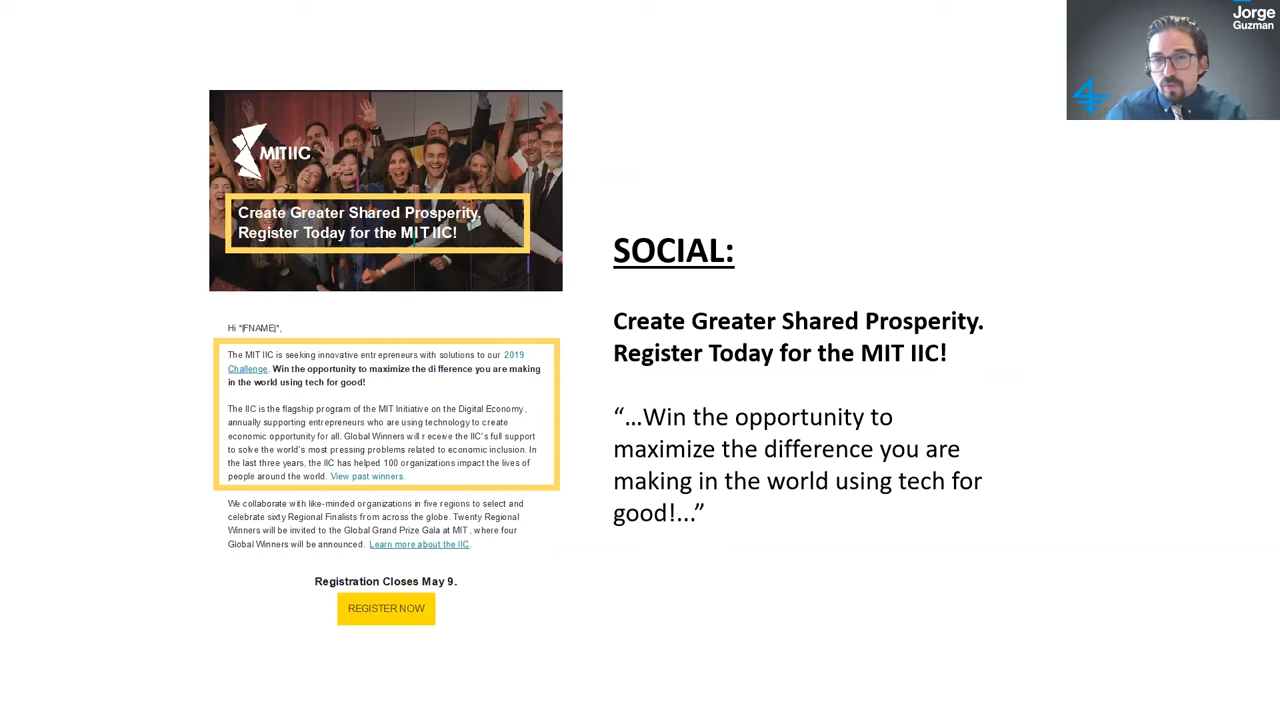 Jorge
Guzman
MITIIC
Create Greater Shared Prosperity.
Register Today for the MIT IIC!
Hi *|FNAME|*,
The MIT IIC is seeking innovative entrepreneurs with solutions to our 2019
Challenge. Win the opportunity to maximize the difference you are making
in the world using tech for good!
The IIC is the flagship program of the MIT Initiative on the Digital Economy,
annually supporting entrepreneurs who are using technology to create
economic opportunity for all. Global Winners will receive the IIC's full support
to solve the world's most pressing problems related to economic inclusion. In
the last three years, the IIC has helped 100 organizations impact the lives of
people around the world. View past winners.
We collaborate with like-minded organizations in five regions to select and
celebrate sixty Regional Finalists from across the globe. Twenty Regional
Winners will be invited to the Global Grand Prize Gala at MIT, where four
Global Winners will be announced. Learn more about the IIC.
Registration Closes May 9.
REGISTER NOW
SOCIAL:
Create Greater Shared Prosperity.
Register Today for the MIT IIC!
“…Win the opportunity to
maximize the difference you are
making in the world using tech for
good!...”